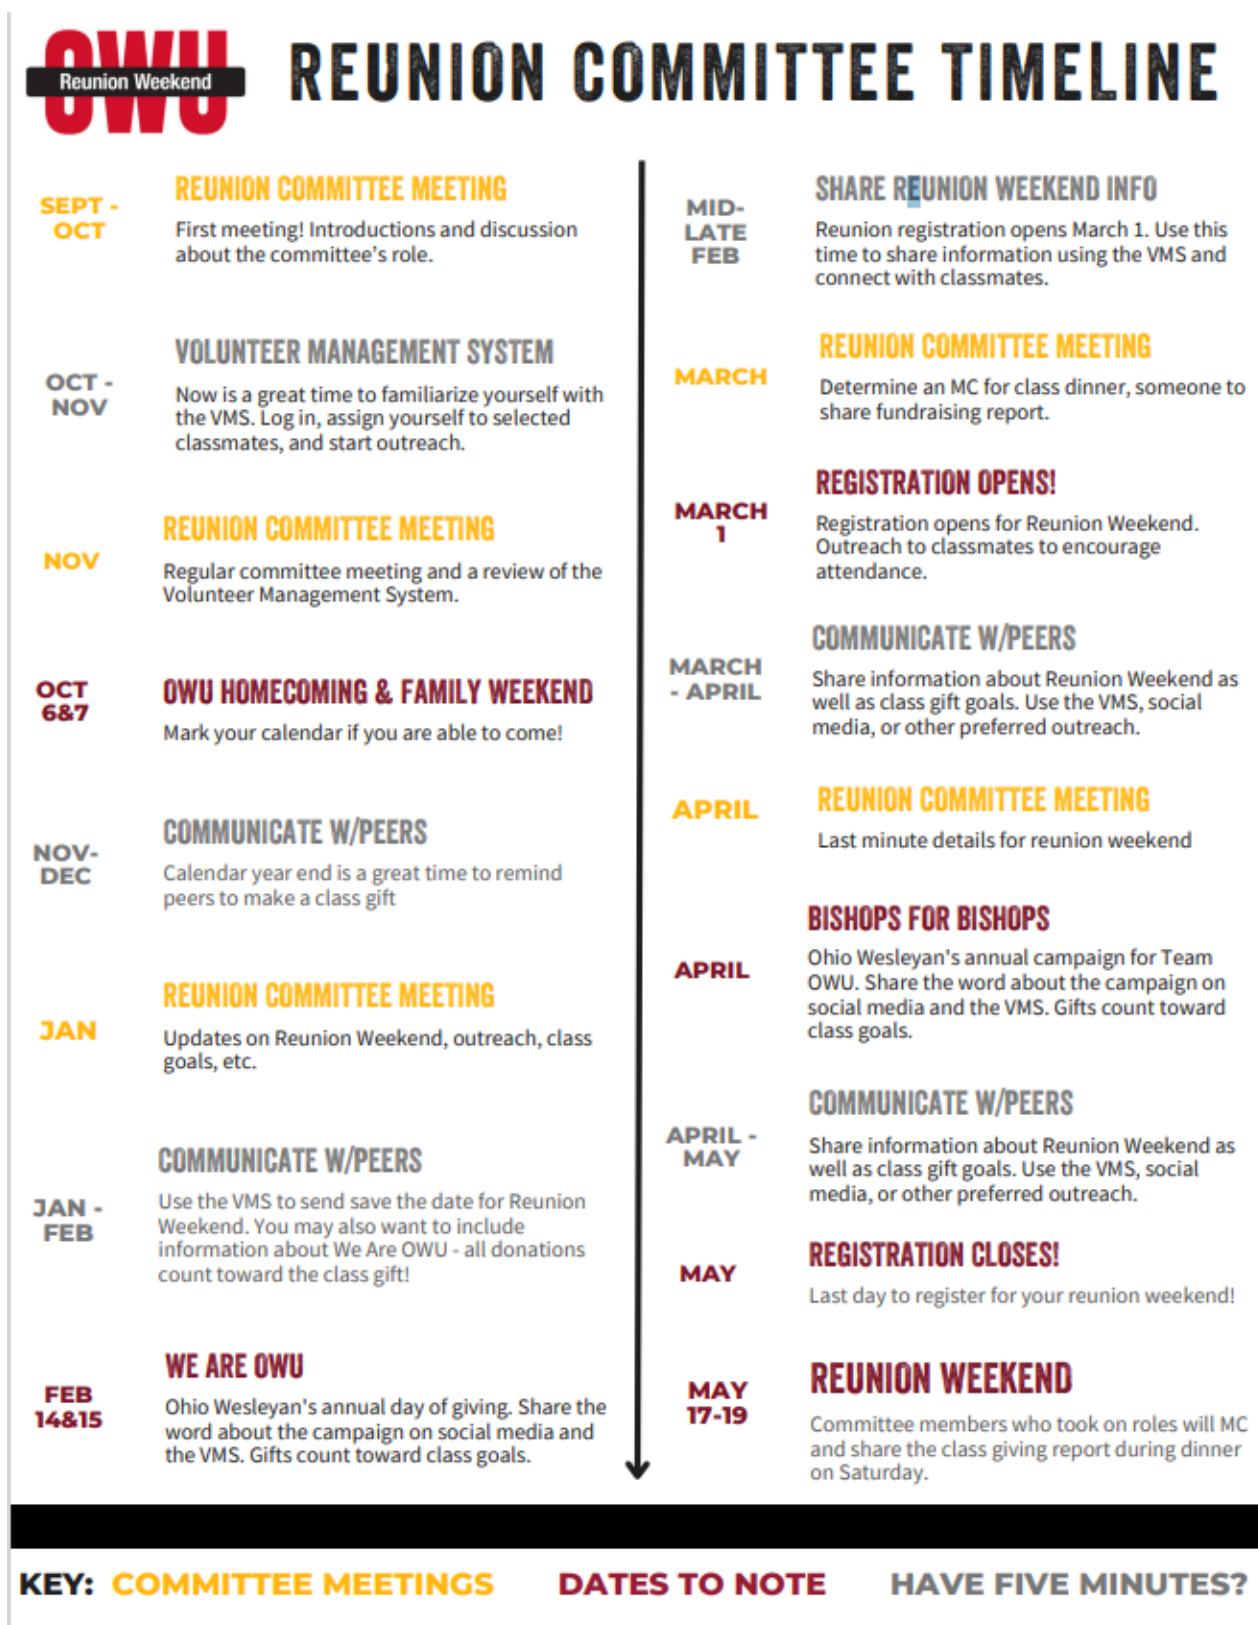 OWU
Reunion Weekend
REUNION COMMITTEE TIMELINE
SEPT -
OCT
REUNION COMMITTEE MEETING
First meeting! Introductions and discussion
about the committee's role.
OCT -
NOV
VOLUNTEER MANAGEMENT SYSTEM
Now is a great time to familiarize yourself with
the VMS. Log in, assign yourself to selected
classmates, and start outreach.
NOV
REUNION COMMITTEE MEETING
Regular committee meeting and a review of the
Volunteer Management System.
OCT
6&7
OWU HOMECOMING & FAMILY WEEKEND
Mark your calendar if you are able to come!
NOV-
DEC
COMMUNICATE W/PEERS
Calendar year end is a great time to remind
peers to make a class gift
JAN
REUNION COMMITTEE MEETING
Updates on Reunion Weekend, outreach, class
goals, etc.
JAN -
FEB
COMMUNICATE W/PEERS
Use the VMS to send save the date for Reunion
Weekend. You may also want to include
information about We Are OWU - all donations
count toward the class gift!
FEB
14&15
WE ARE OWU
Ohio Wesleyan's annual day of giving. Share the
word about the campaign on social media and
the VMS. Gifts count toward class goals.
MID-
LATE
FEB
SHARE REUNION WEEKEND INFO
Reunion registration opens March 1. Use this
time to share information using the VMS and
connect with classmates.
MARCH
REUNION COMMITTEE MEETING
Determine an MC for class dinner, someone to
share fundraising report.
MARCH
1
REGISTRATION OPENS!
Registration opens for Reunion Weekend.
Outreach to classmates to encourage
attendance.
MARCH
- APRIL
COMMUNICATE W/PEERS
Share information about Reunion Weekend as
well as class gift goals. Use the VMS, social
media, or other preferred outreach.
APRIL
REUNION COMMITTEE MEETING
Last minute details for reunion weekend
APRIL
BISHOPS FOR BISHOPS
Ohio Wesleyan's annual campaign for Team
OWU. Share the word about the campaign on
social media and the VMS. Gifts count toward
class goals.
APRIL -
MAY
COMMUNICATE W/PEERS
Share information about Reunion Weekend as
well as class gift goals. Use the VMS, social
media, or other preferred outreach.
MAY
REGISTRATION CLOSES!
Last day to register for your reunion weekend!
MAY
17-19
REUNION WEEKEND
Committee members who took on roles will MC
and share the class giving report during dinner
on Saturday.
KEY: COMMITTEE MEETINGS DATES TO NOTE HAVE FIVE MINUTES?